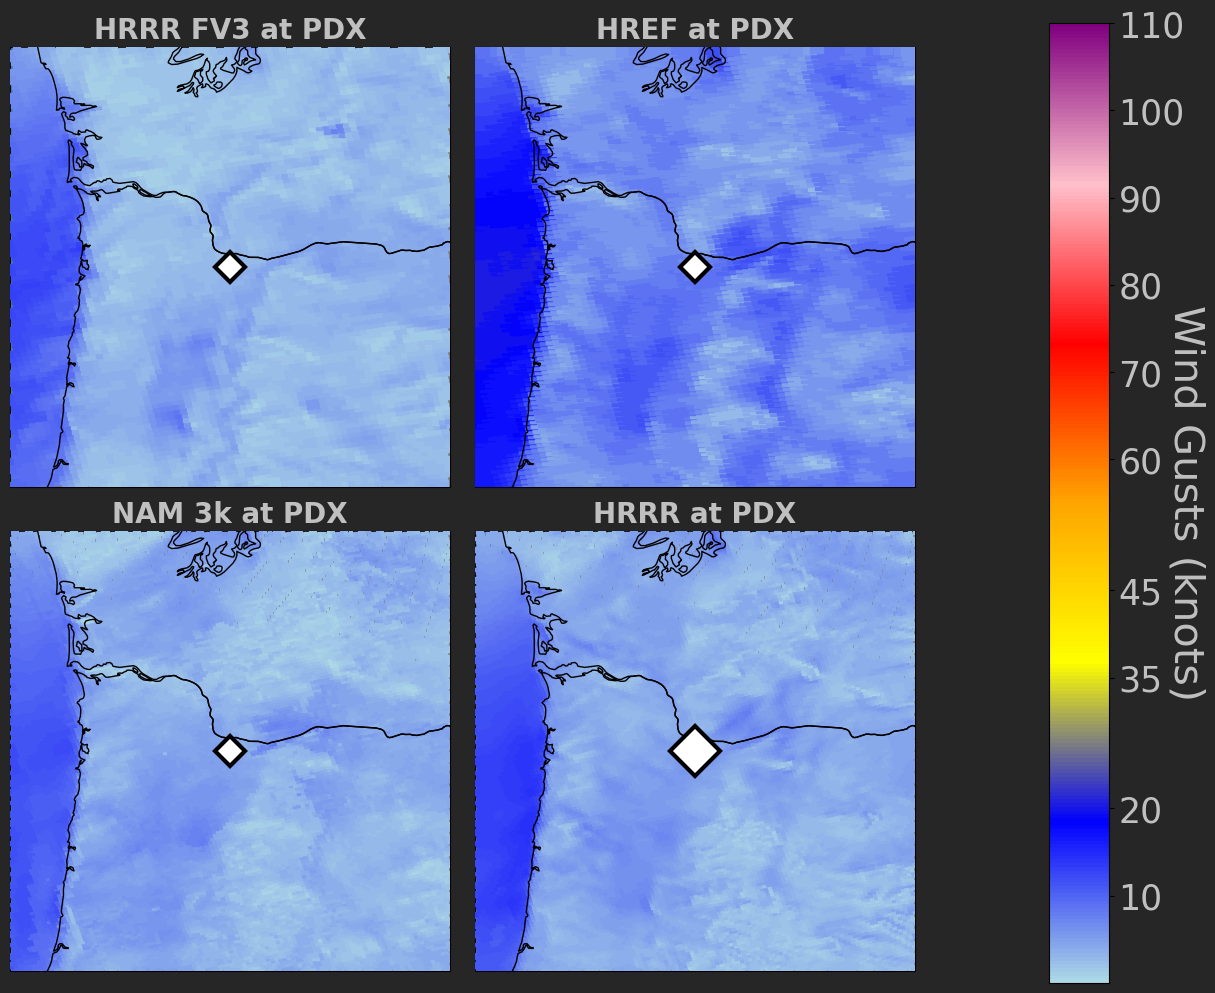 HRRR FV3 at PDX
HREF at PDX
NAM 3k at PDX
HRRR at PDX
110
100
90
80
70
60
45
35
20
10
Wind Gusts (knots)